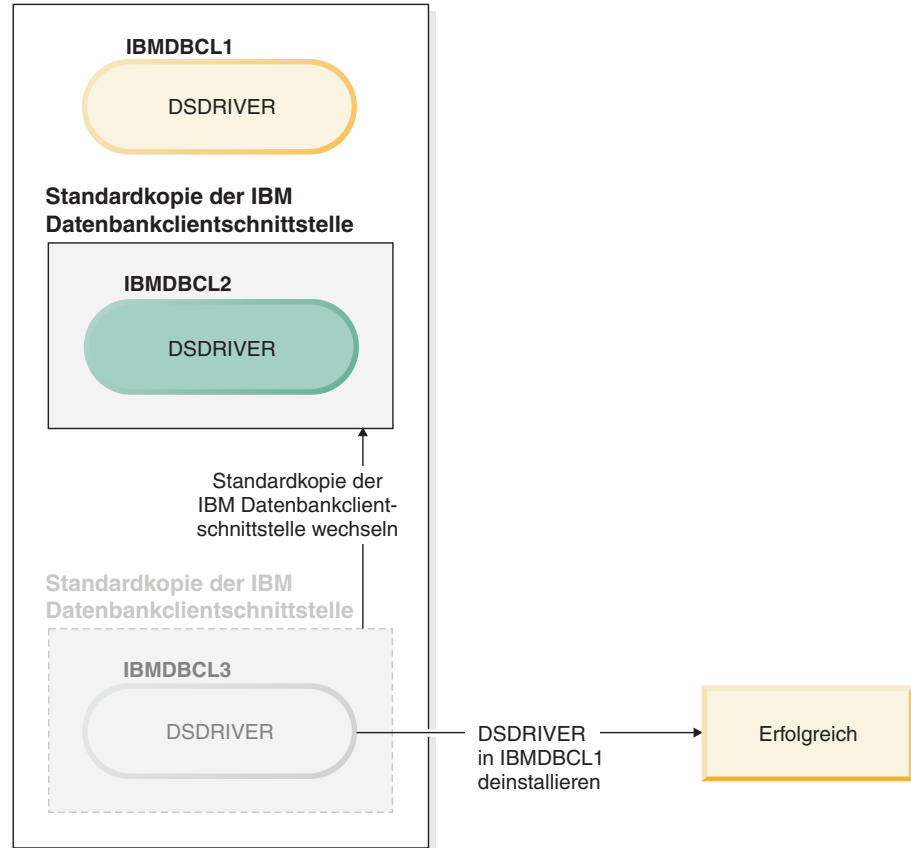 IBMDBCL1
DSDRIVER
Standardkopie der IBM
Datenbankclientschnittstelle
IBMDBCL2
DSDRIVER
Standardkopie der
IBM Datenbankclient-
schnittstelle wechseln
Standardkopie der IBM
Datenbankclientschnittstelle
IBMDBCL3
DSDRIVER
DSDRIVER
in IBMDBCL1
deinstallieren
Erfolgreich